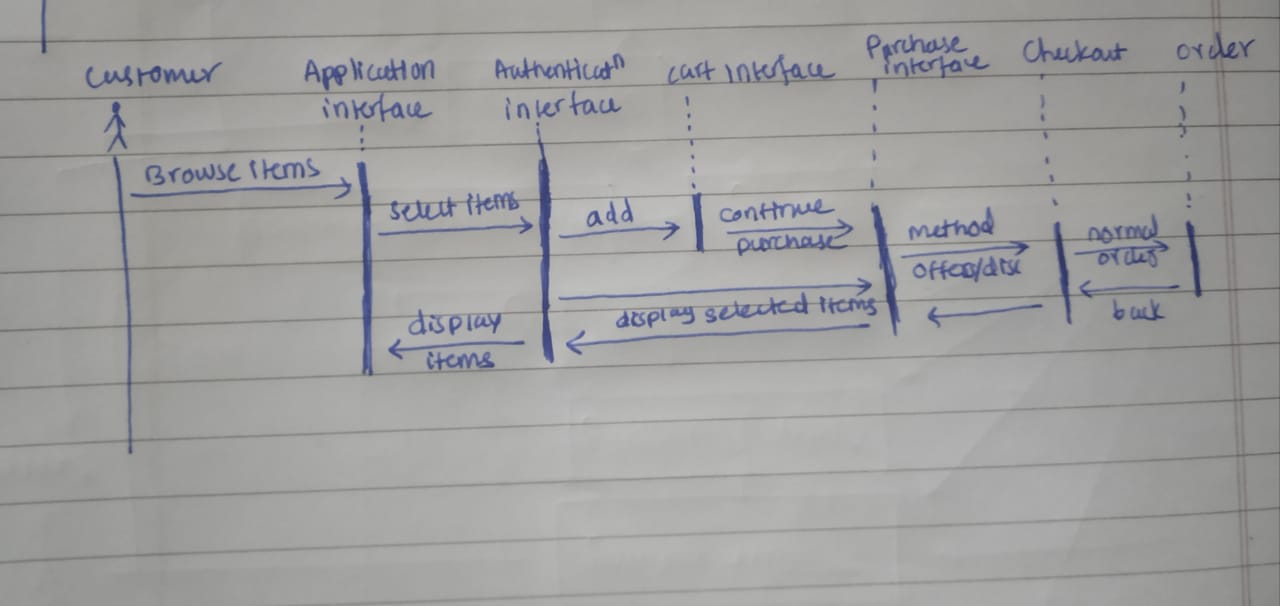 Customer
Application
interface
Authenticatn
interface
cart interface
Purchase
interface
Checkout
order
Browse items
select items
add
continue
purchase
method
offer/disc
normal
order
back
display selected items
display
items